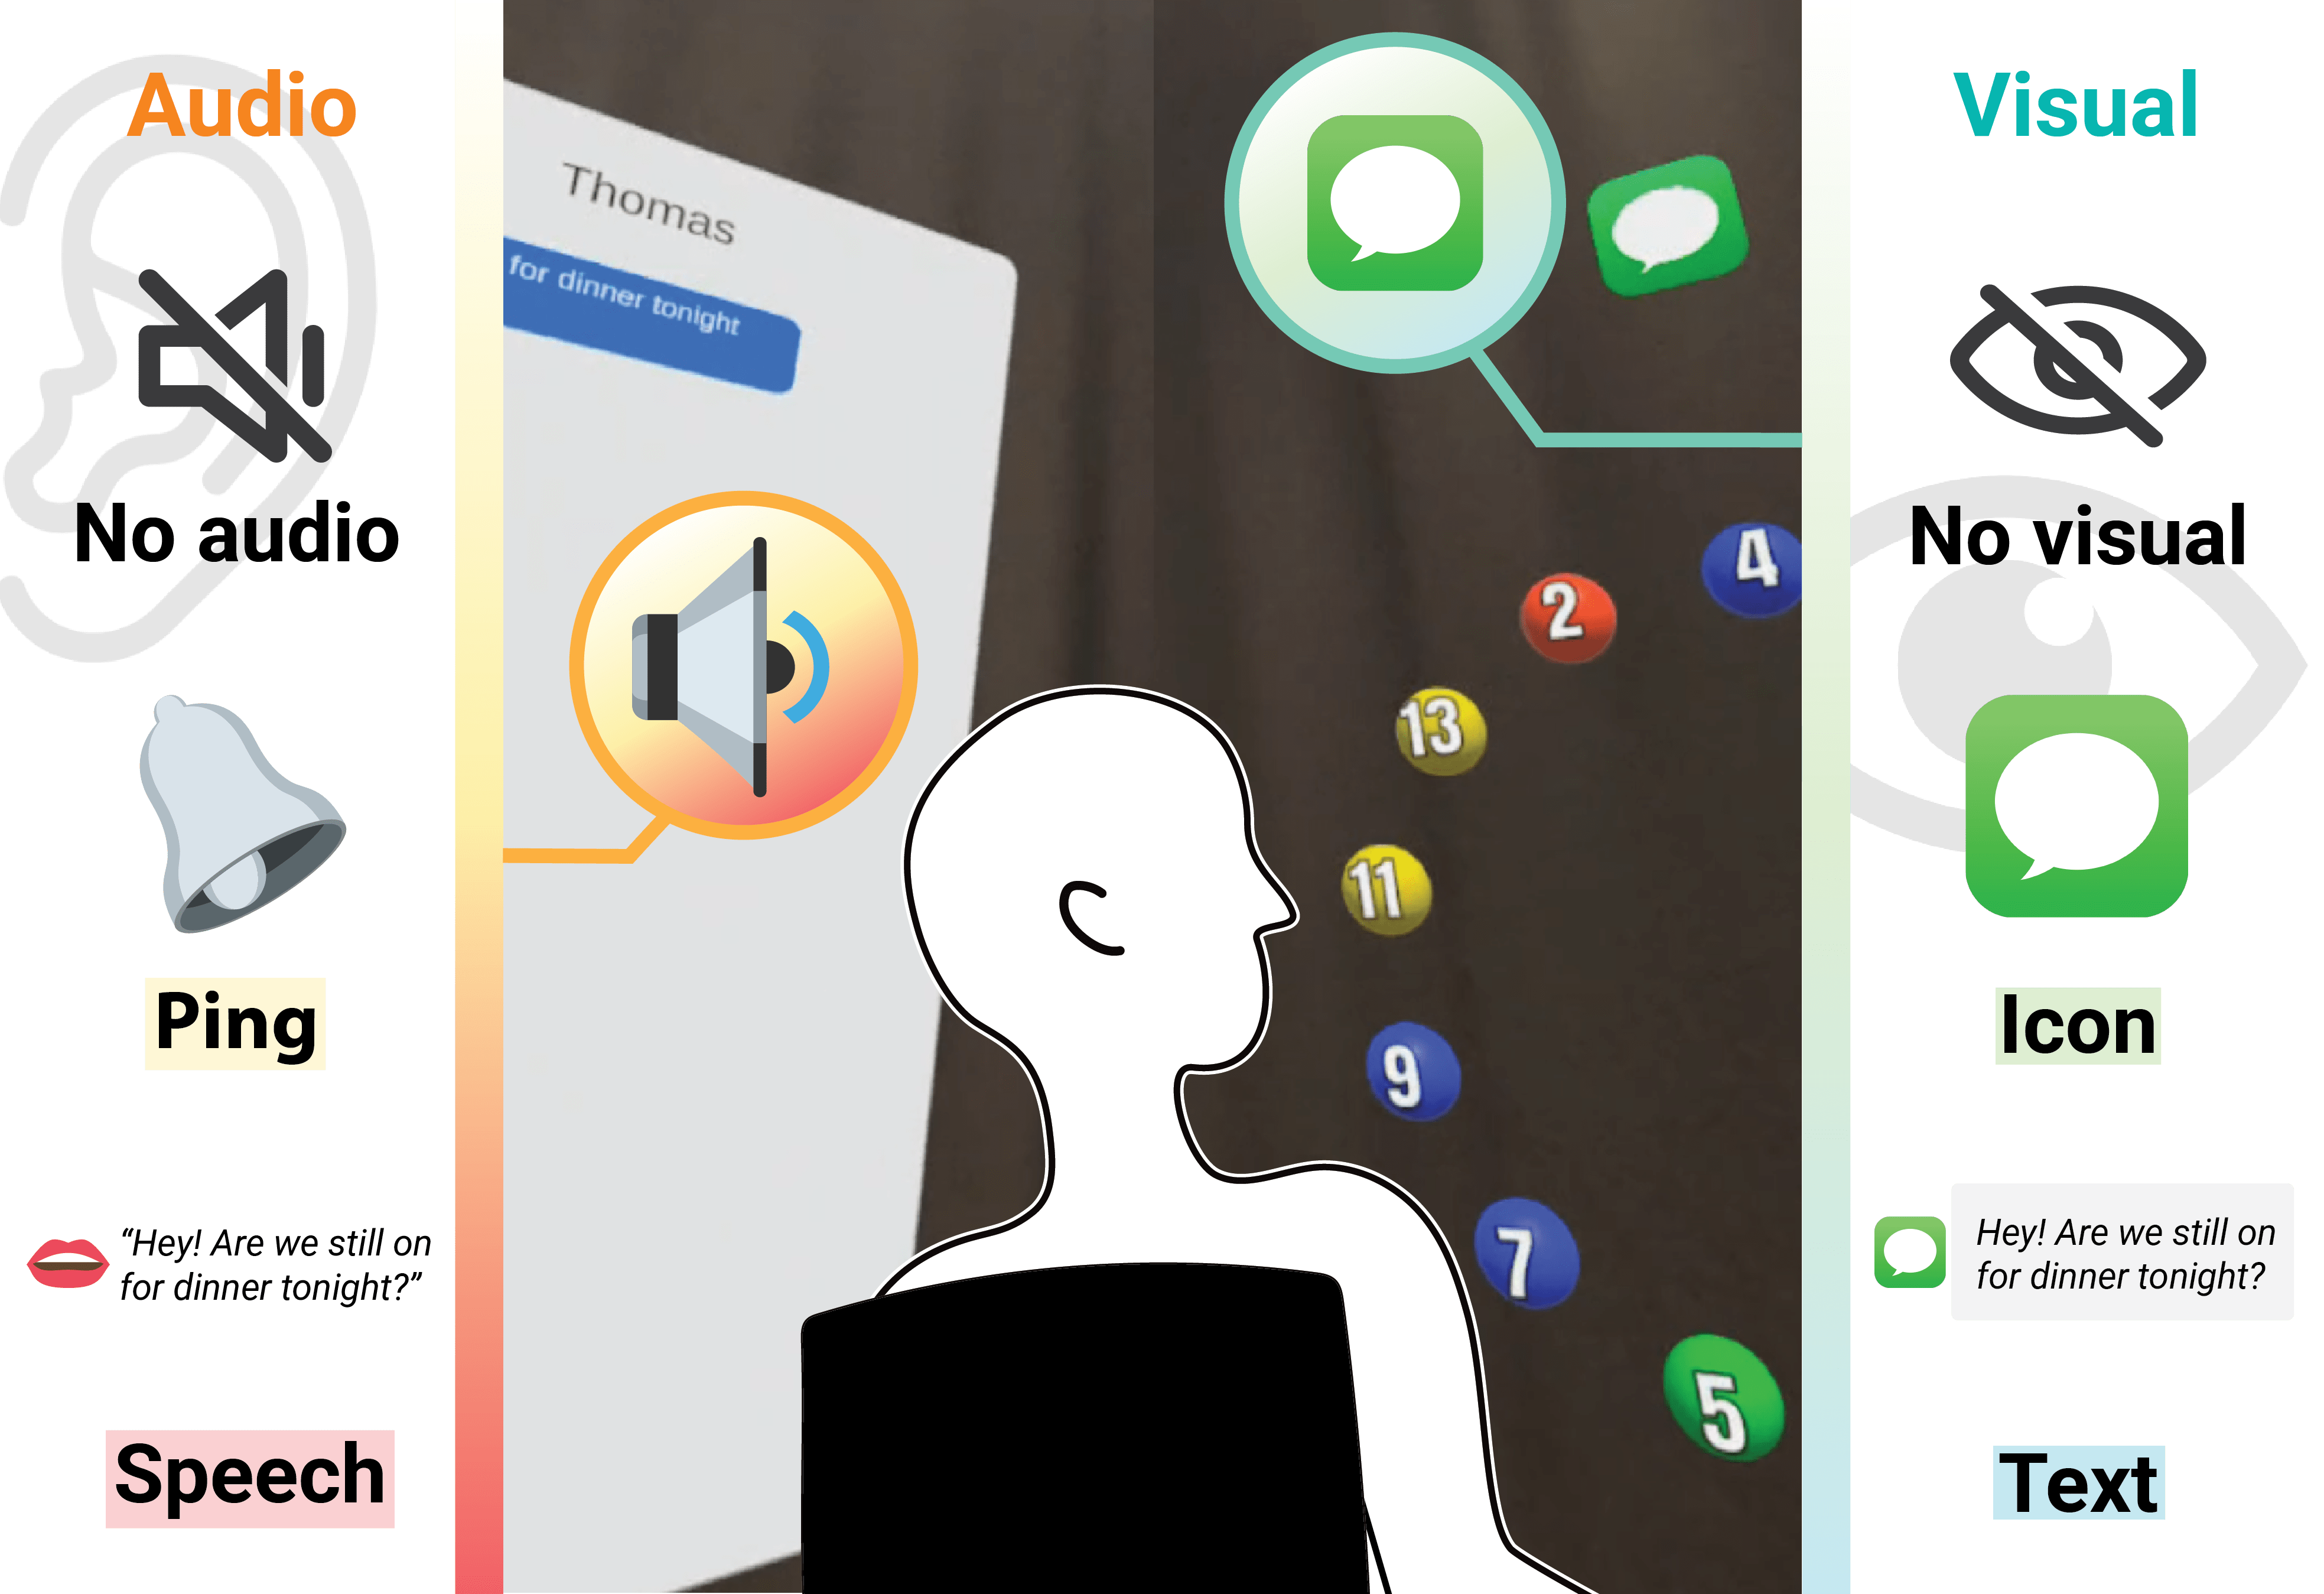 Audio
No audio
Ping
“Hey! Are we still on
for dinner tonight?”
Speech
Thomas
for dinner tonight
4
2
13
11
9
7
5
Visual
No visual
Icon
Hey! Are we still on
for dinner tonight?
Text